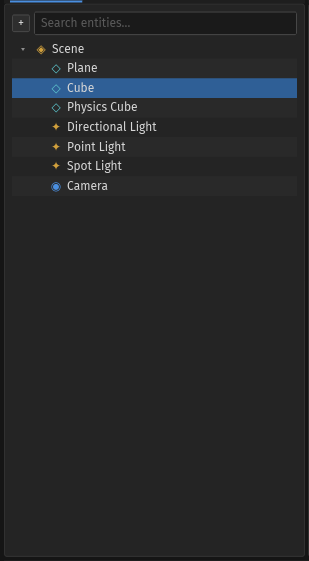 + Search entities...
Scene
Plane
Cube
Physics Cube
Directional Light
Point Light
Spot Light
Camera